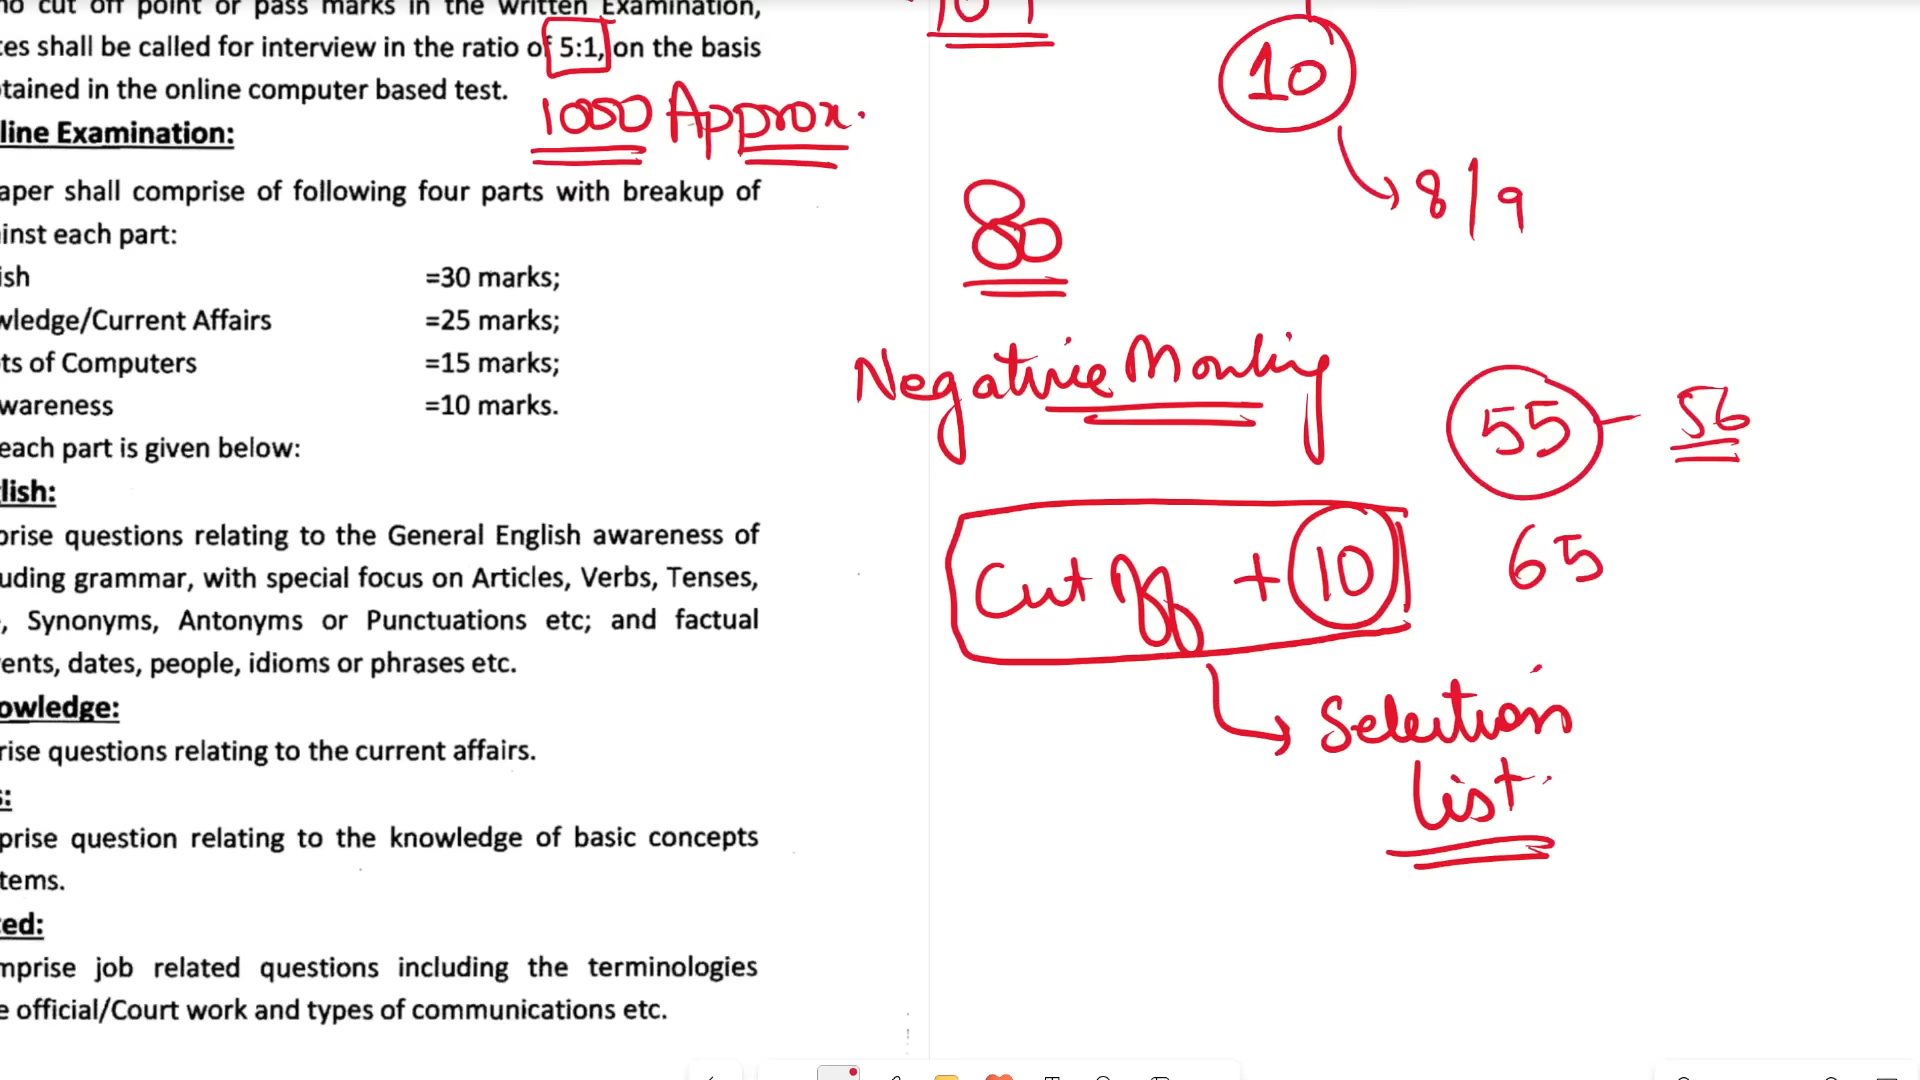 no cut off point or pass marks in the Written Examination,
tes shall be called for interview in the ratio of 5:1, on the basis
tained in the online computer based test.
1000 Approx.
line Examination:
aper shall comprise of following four parts with breakup of
inst each part:
ish =30 marks;
wledge/Current Affairs =25 marks;
ts of Computers =15 marks;
wareness =10 marks.
each part is given below:
lish:
prise questions relating to the General English awareness of
uding grammar, with special focus on Articles, Verbs, Tenses,
, Synonyms, Antonyms or Punctuations etc; and factual
ents, dates, people, idioms or phrases etc.
owledge:
rise questions relating to the current affairs.
s:
prise question relating to the knowledge of basic concepts
tems.
ted:
mprise job related questions including the terminologies
e official/Court work and types of communications etc.
10
8/9
80
Negative Marking
55 - 56
Cut off + 10
65
Selection
list.